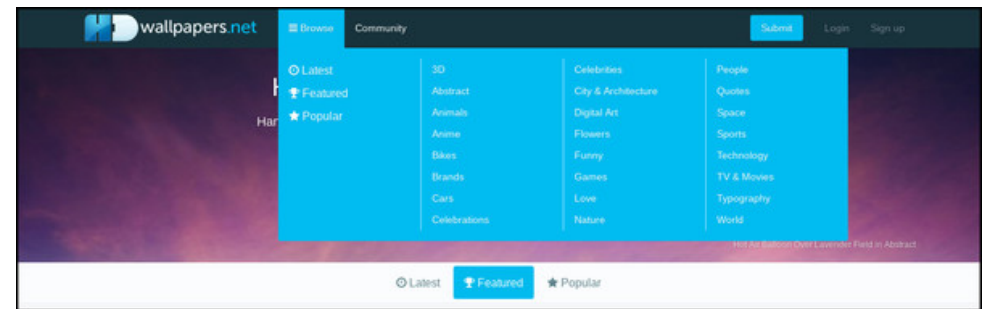 HD wallpapers.net
Browse
Community
Submit
Login
Sign up
Latest
Featured
Popular
3D
Abstract
Animals
Anime
Bikes
Brands
Cars
Celebrations
Celebrities
City & Architecture
Digital Art
Flowers
Funny
Games
Love
Nature
People
Quotes
Space
Sports
Technology
TV & Movies
Typography
World
Hot Air Balloon Over Lavender Field in Abstract
Latest
Featured
Popular